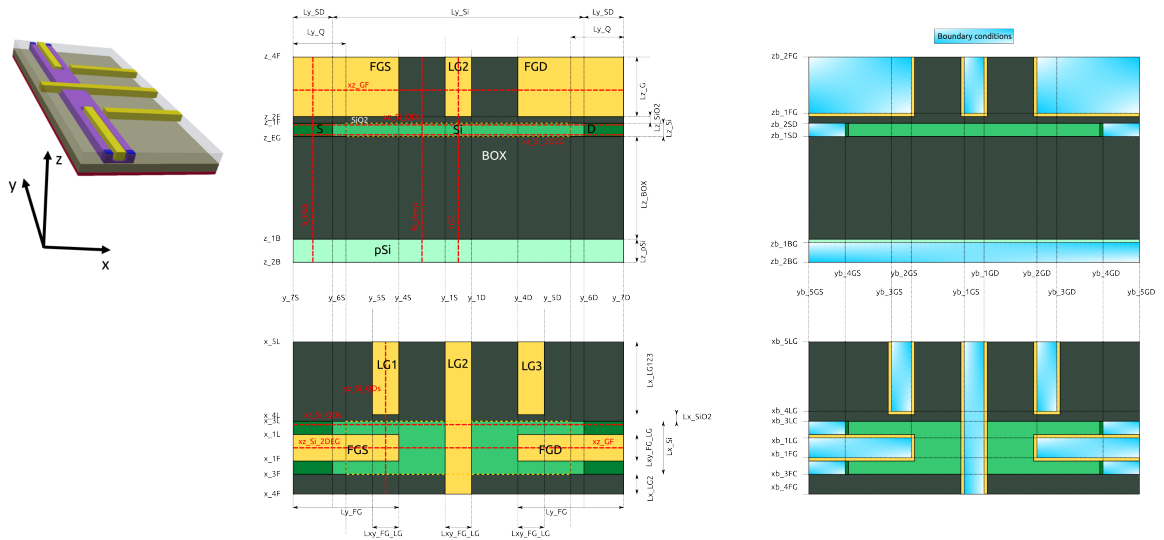 z
y
x
Ly_SD
Ly_Si
Ly_SD
Ly_Q
Ly_Q
z_4F
FGS
LG2
FGD
xz_GF
Lz_G
z_2F
z_1F
SiO2
Lz_SiO2
S
Si
D
Lz_Si
z_EG
BOX
Lz_BOX
z_1B
pSi
Lz_pSi
z_2B
y_7S
y_6S
y_5S
y_4S
y_1S
y_1D
y_4D
y_5D
y_6D
y_7D
x_5L
LG1
LG2
LG3
Lx_LG123
x_4L
x_3L
Lx_SiO2
x_1L
xz_Si_2DEG
xz_GF
FGS
FGD
Lxy_FG_LG
Lx_Si
x_1F
x_3F
x_4F
Lx_LG2
Ly_FG
Ly_FG
Lxy_FG_LG
Lxy_FG_LG
Lxy_FG_LG
Boundary conditions
zb_2FG
zb_1FG
zb_2SD
zb_1SD
zb_1BG
zb_2BG
yb_4GS
yb_2GS
yb_1GD
yb_2GD
yb_4GD
yb_5GS
yb_3GS
yb_1GS
yb_3GD
yb_5GD
xb_5LG
xb_4LG
xb_3LC
xb_1LG
xb_1FG
xb_3FC
xb_4FG